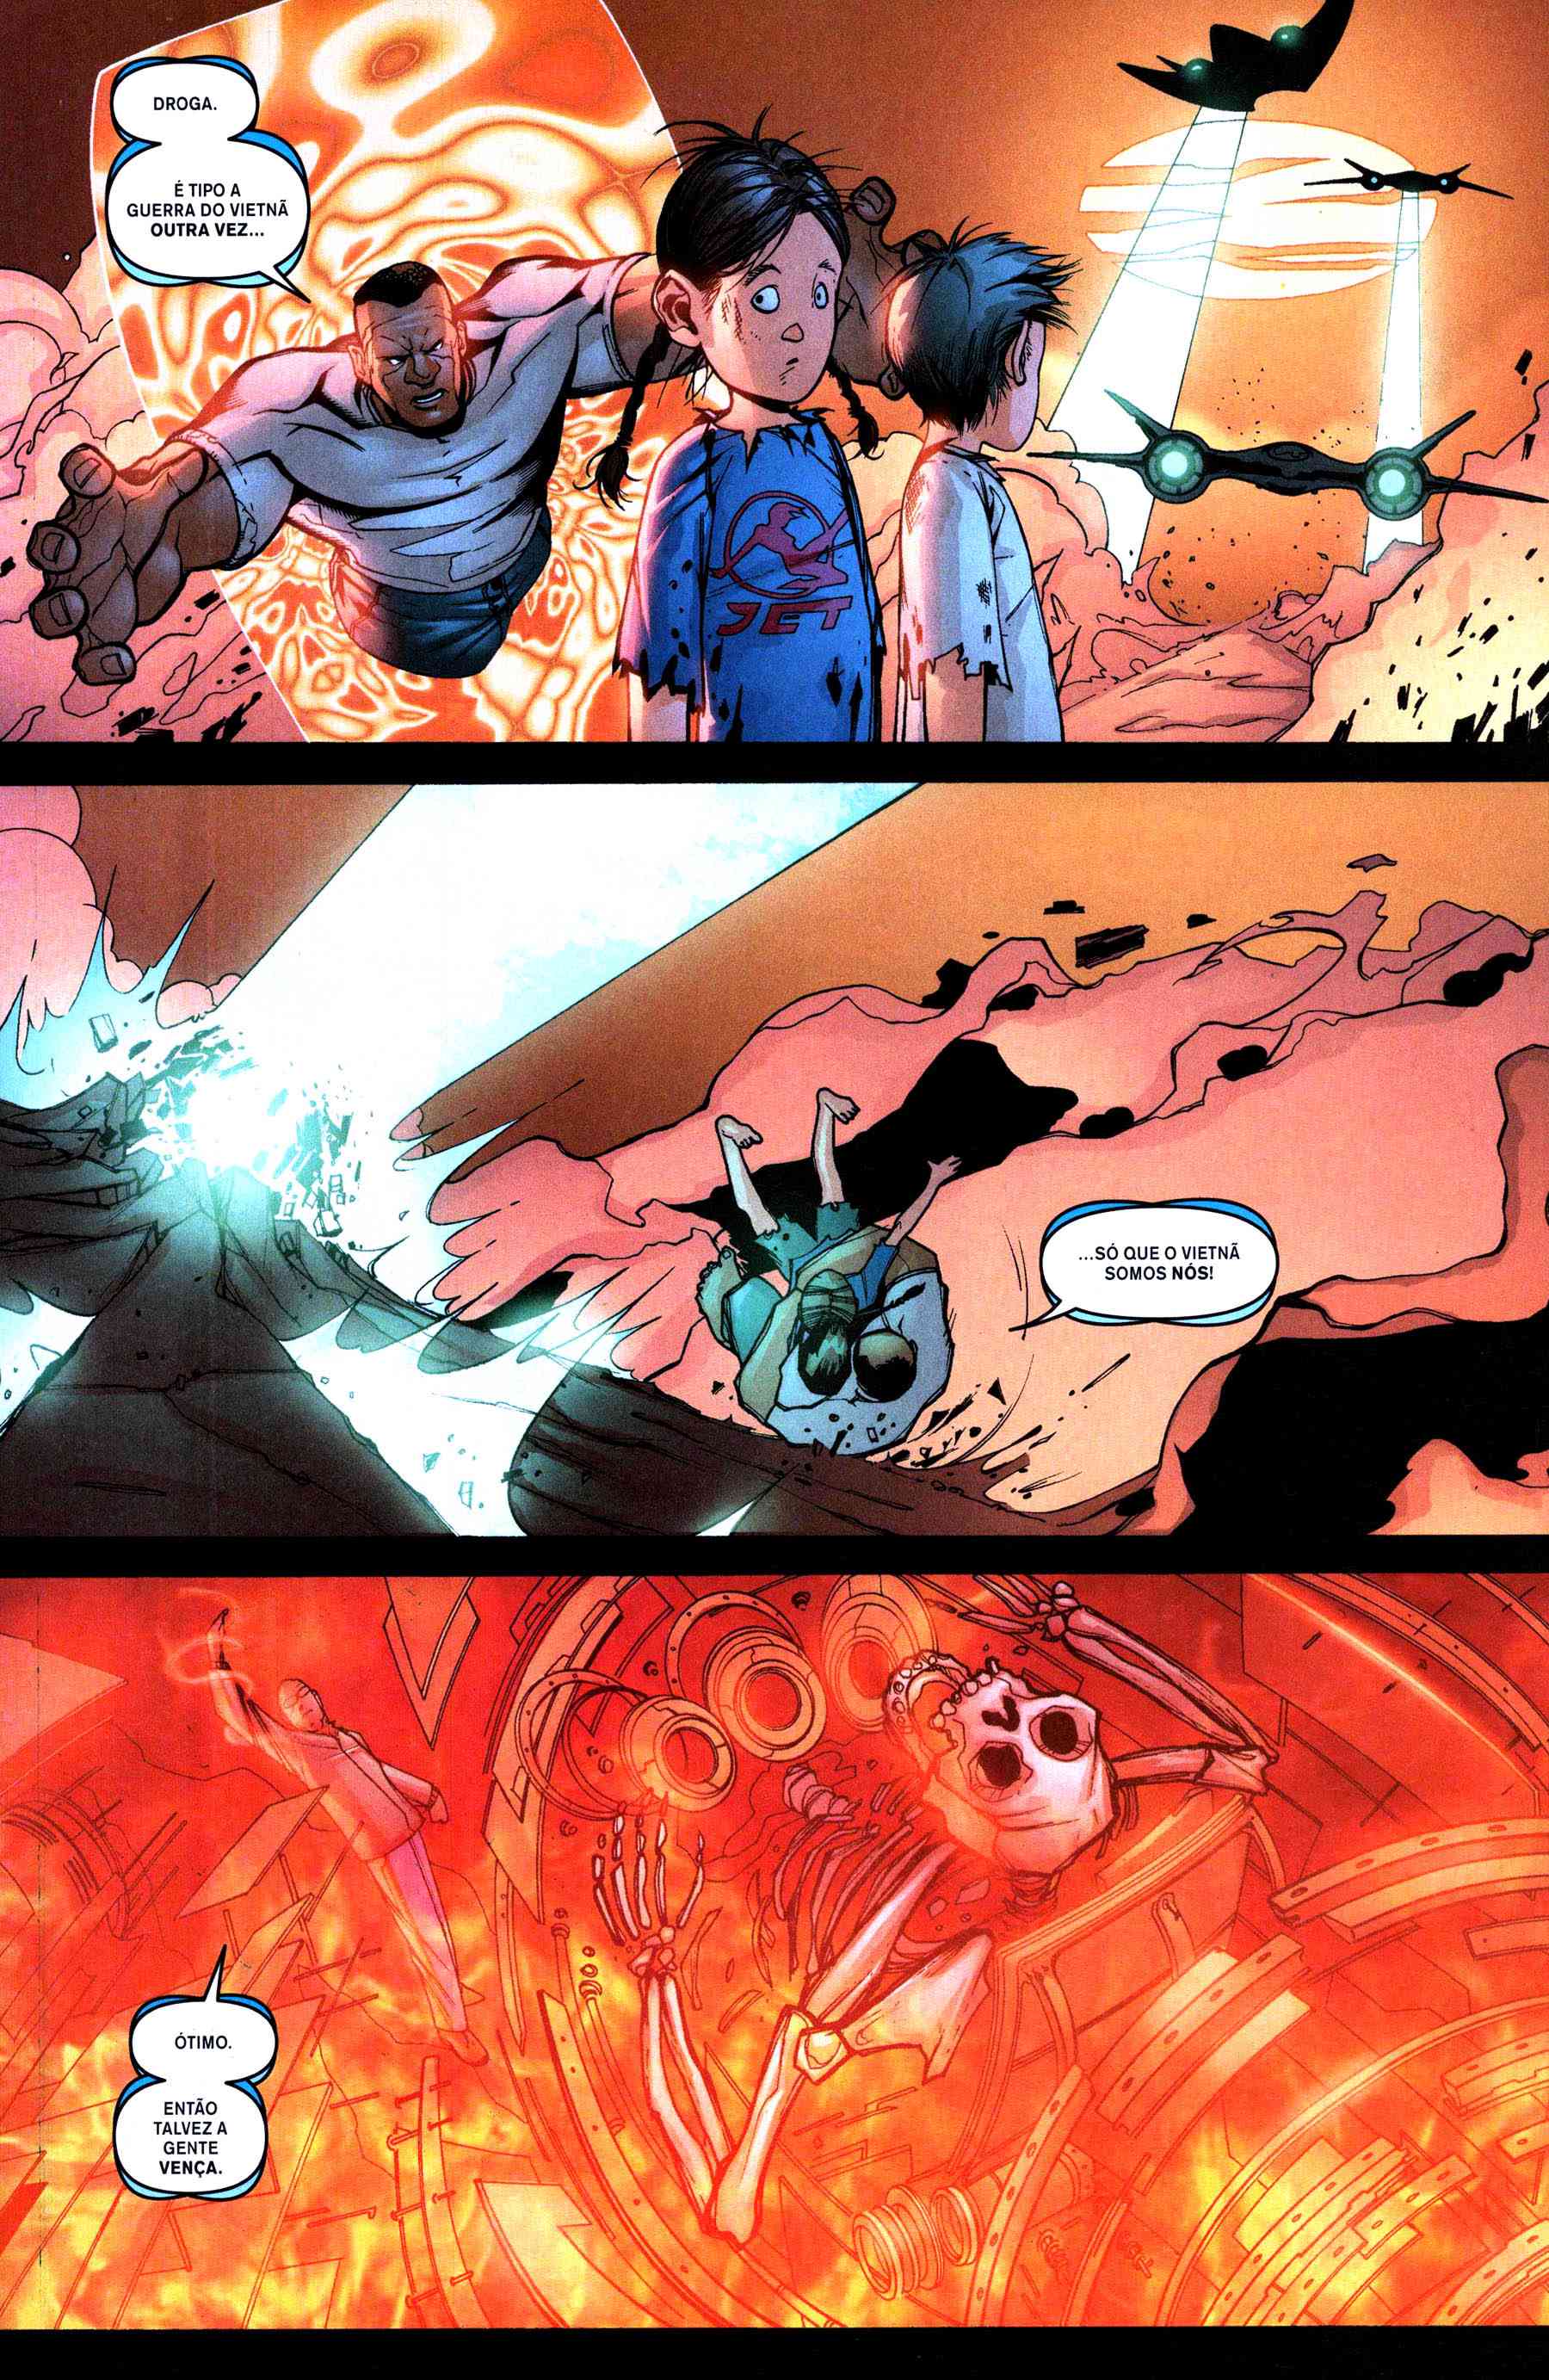 DROGA.
É TIPO A
GUERRA DO VIETNÃ
OUTRA VEZ...
JET
...SÓ QUE O VIETNÃ
SOMOS NÓS!
ÓTIMO.
ENTÃO
TALVEZ A
GENTE
VENÇA.